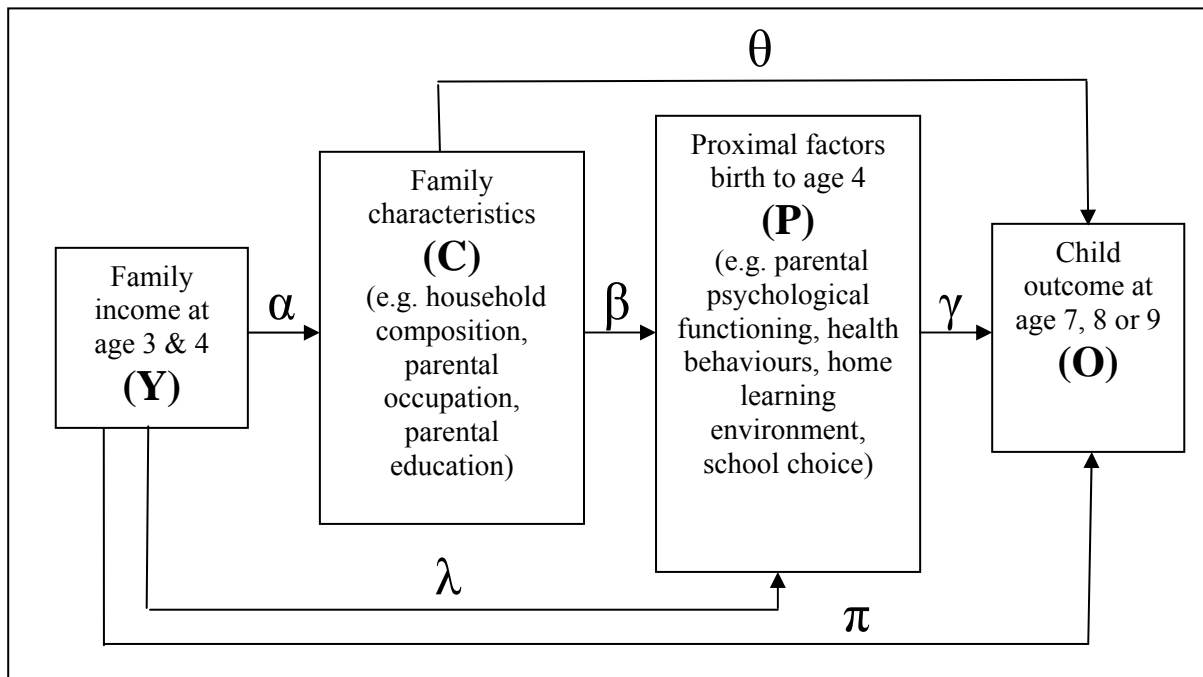 θ
Family
income at
age 3 & 4
(Y)
α
Family
characteristics
(C)
(e.g. household
composition,
parental
occupation,
parental
education)
β
Proximal factors
birth to age 4
(P)
(e.g. parental
psychological
functioning, health
behaviours, home
learning
environment,
school choice)
γ
Child
outcome at
age 7, 8 or 9
(O)
λ
π